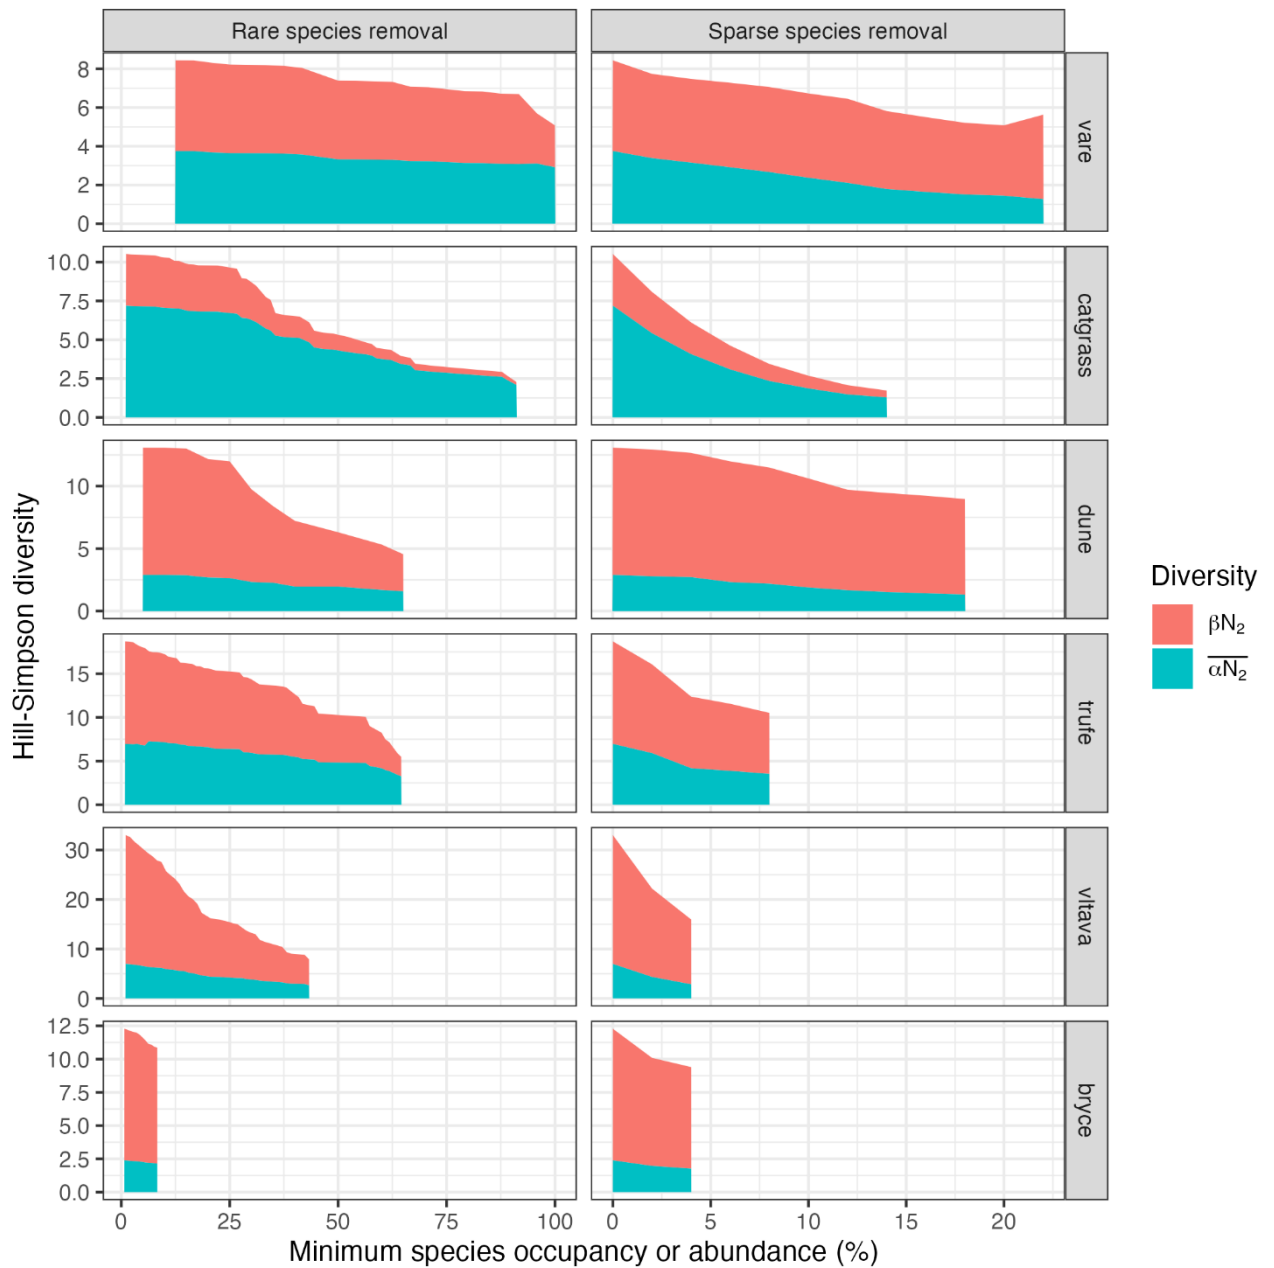 Rare species removal
Sparse species removal
8
6
4
2
0
vare
10.0
7.5
5.0
2.5
0.0
catgrass
10
5
0
dune
15
10
5
0
trufe
30
20
10
0
vltava
12.5
10.0
7.5
5.0
2.5
0.0
bryce
0 25 50 75 100
0 5 10 15 20
Minimum species occupancy or abundance (%)
Hill-Simpson diversity
Diversity
βN₂
α̅N̅₂̅